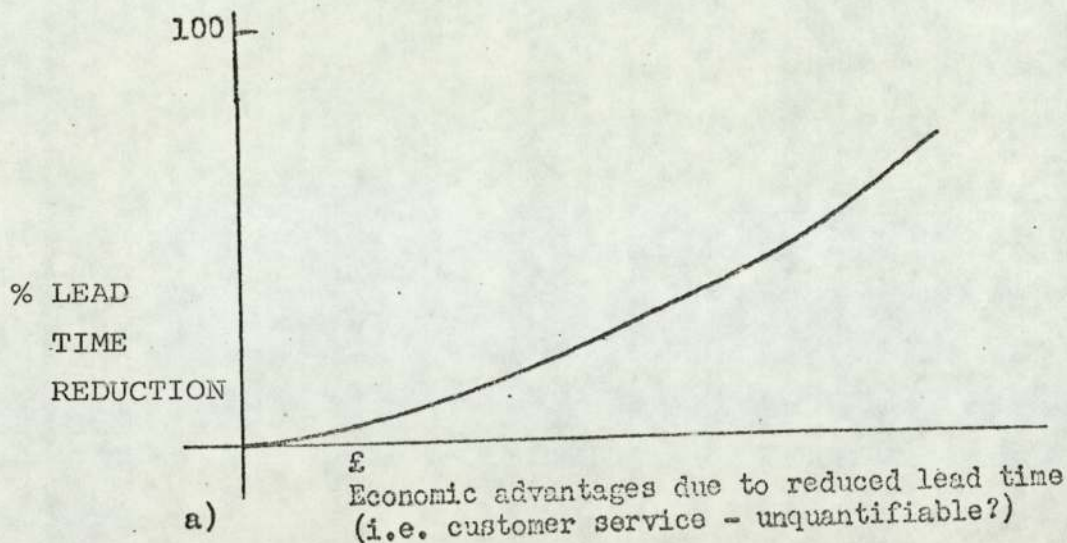 100
% LEAD
TIME
REDUCTION
£
Economic advantages due to reduced lead time
(i.e. customer service - unquantifiable?)
a)